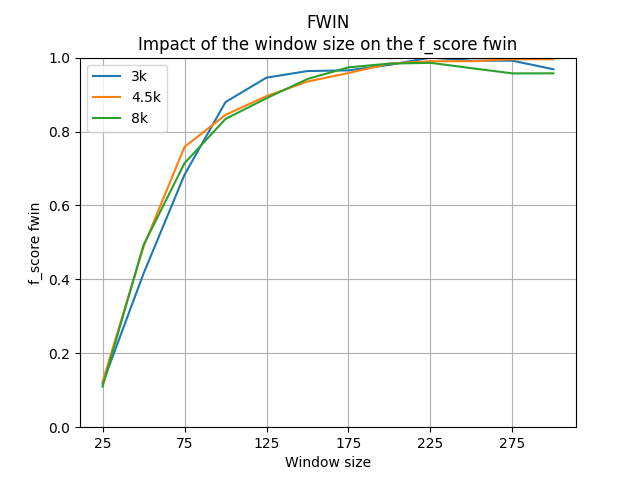 FWIN
Impact of the window size on the f_score fwin
3k
4.5k
8k
1.0
0.8
0.6
0.4
0.2
0.0
f_score fwin
25 75 125 175 225 275
Window size